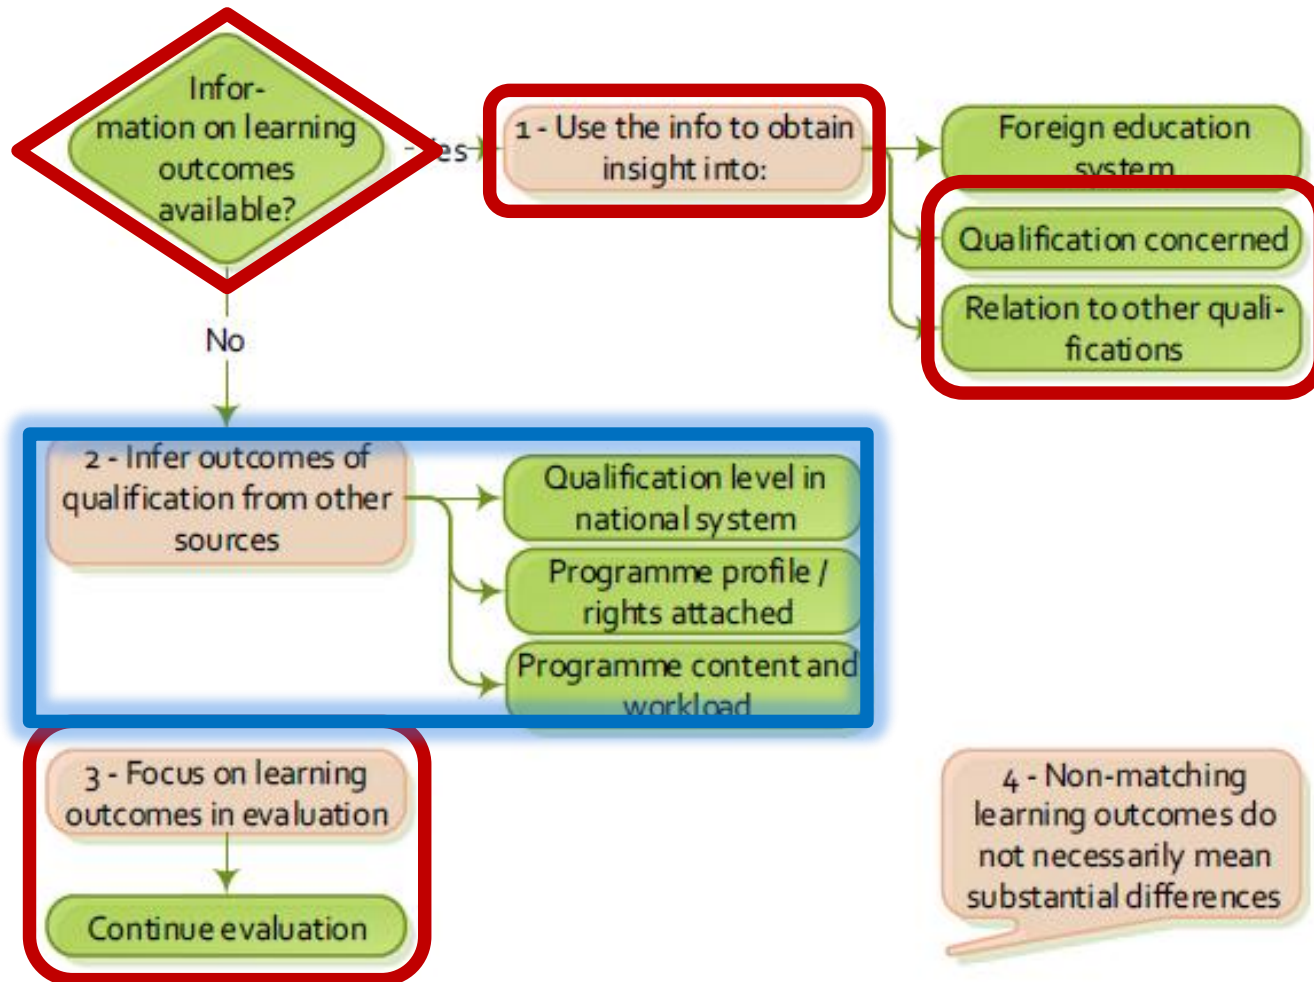 Infor-
mation on learning
outcomes
available?
Yes
1 - Use the info to obtain
insight into:
Foreign education
system
Qualification concerned
Relation to other quali-
fications
No
2 - Infer outcomes of
qualification from other
sources
Qualification level in
national system
Programme profile /
rights attached
Programme content and
workload
3 - Focus on learning
outcomes in evaluation
Continue evaluation
4 - Non-matching
learning outcomes do
not necessarily mean
substantial differences